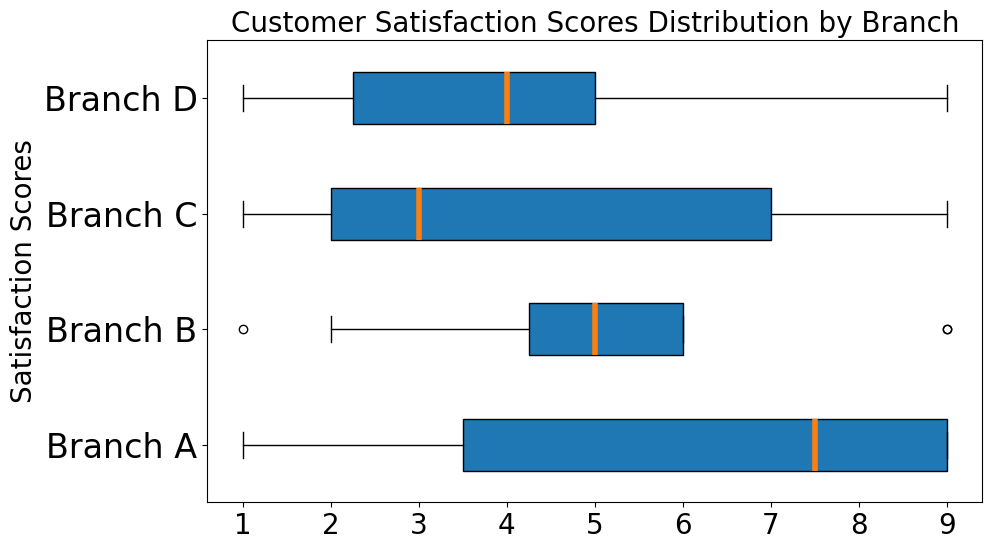 Customer Satisfaction Scores Distribution by Branch
Satisfaction Scores
Branch D
Branch C
Branch B
Branch A
1 2 3 4 5 6 7 8 9